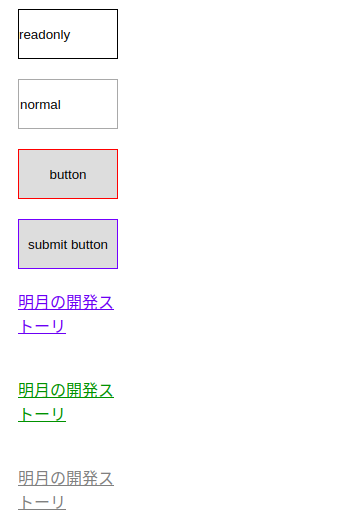 readonly
normal
button
submit button
明月の開発ス
トーリ
明月の開発ス
トーリ
明月の開発ス
トーリ